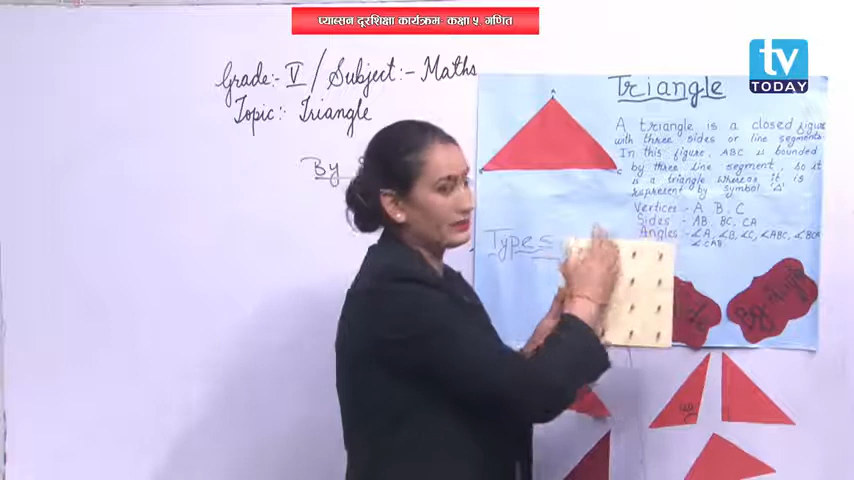 प्याब्सन दूरशिक्षा कार्यक्रमः कक्षा ५, गणित
tv
TODAY
Grade:- V / Subject:- Maths
Topic:- Triangle
By
Triangle
A triangle is a closed figure
with three sides or line segments.
In this figure, ABC is bounded
by three line segment, so it
is a triangle whereas it is
represent by symbol 'Δ'
Vertices - A, B, C
Sides - AB, BC, CA
Angles - ∠A, ∠B, ∠C, ∠ABC, ∠BCA
∠CAB
A
C
Types
By Angle